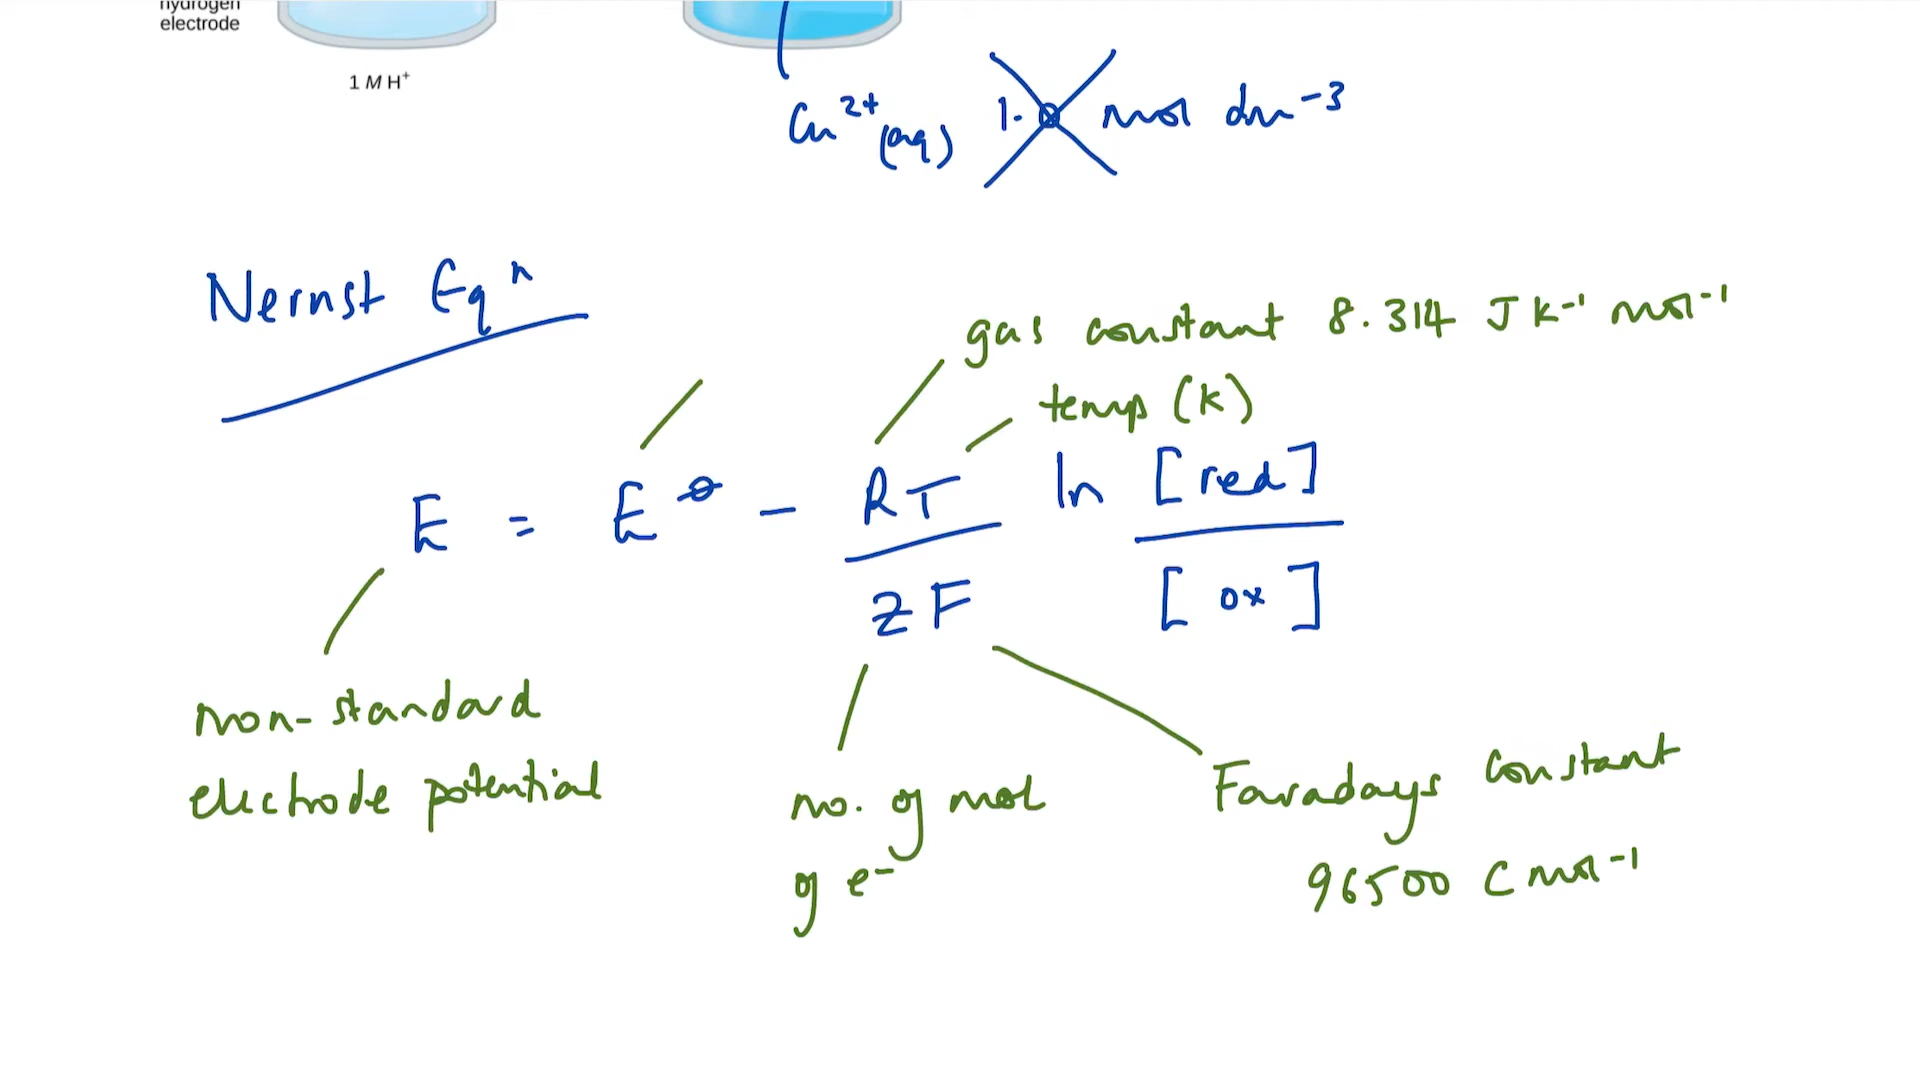 hydrogen
electrode
1 M H⁺
Cu²⁺(aq) 1.0 mol dm⁻³
Nernst Eqⁿ
gas constant 8.314 J K⁻¹ mol⁻¹
temp (K)
E = E⦵ - RT/zF ln [red]/[ox]
non-standard
electrode potential
no. of mol
of e⁻
Faradays constant
96500 C mol⁻¹